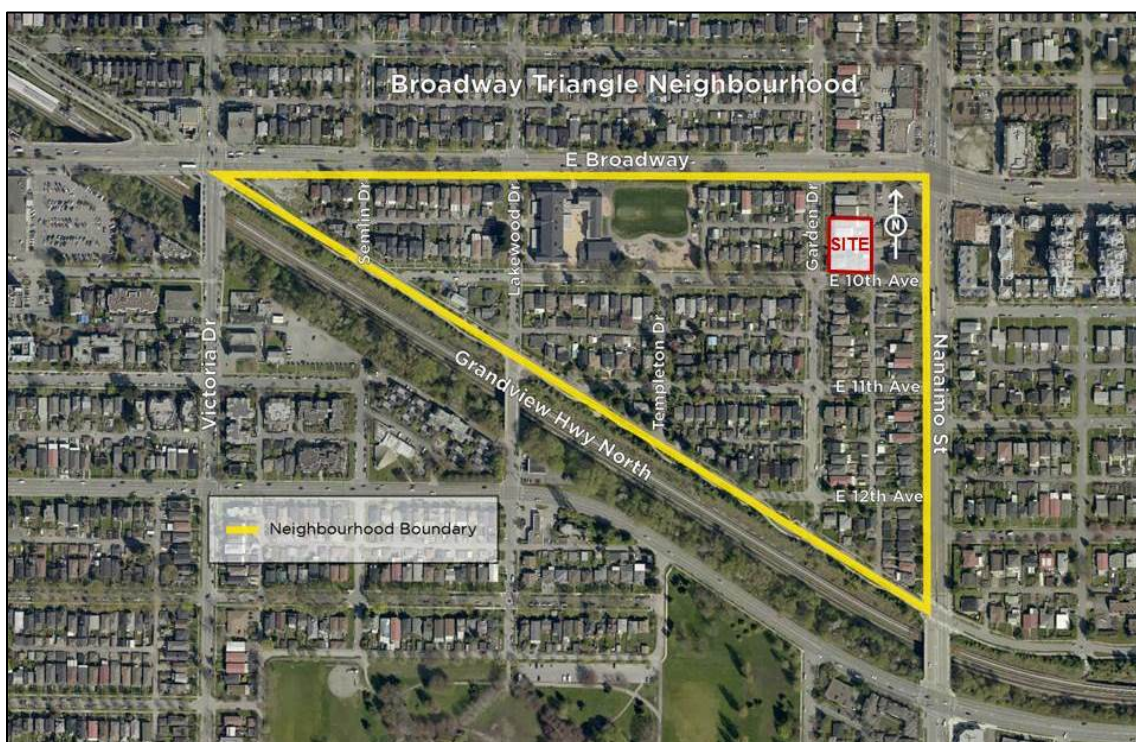 Broadway Triangle Neighbourhood
E Broadway
Semlin Dr
Lakewood Dr
Garden Dr
N
SITE
E 10th Ave
Victoria Dr
Templeton Dr
Nanaimo St
Grandview Hwy North
E 11th Ave
E 12th Ave
Neighbourhood Boundary